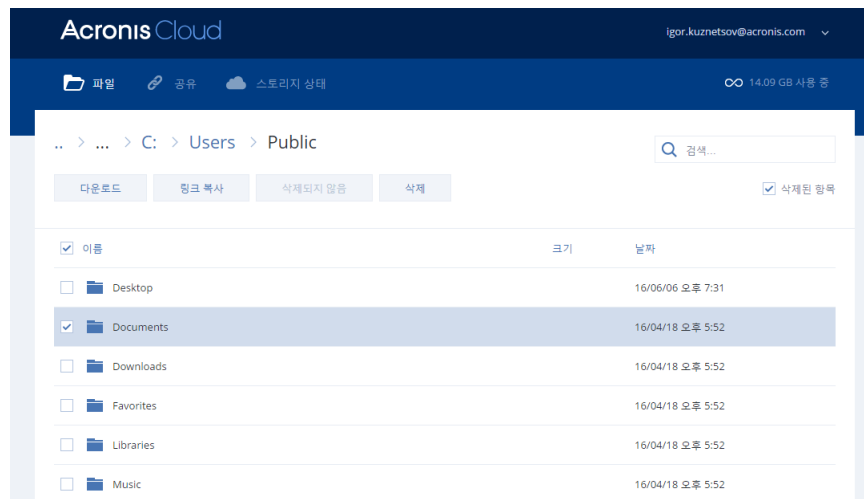 Acronis Cloud
igor.kuznetsov@acronis.com
파일 공유 스토리지 상태 14.09 GB 사용 중
.. > ... > C: > Users > Public
검색...
다운로드 링크 복사 삭제되지 않음 삭제 삭제된 항목
이름 크기 날짜
Desktop 16/06/06 오후 7:31
Documents 16/04/18 오후 5:52
Downloads 16/04/18 오후 5:52
Favorites 16/04/18 오후 5:52
Libraries 16/04/18 오후 5:52
Music 16/04/18 오후 5:52